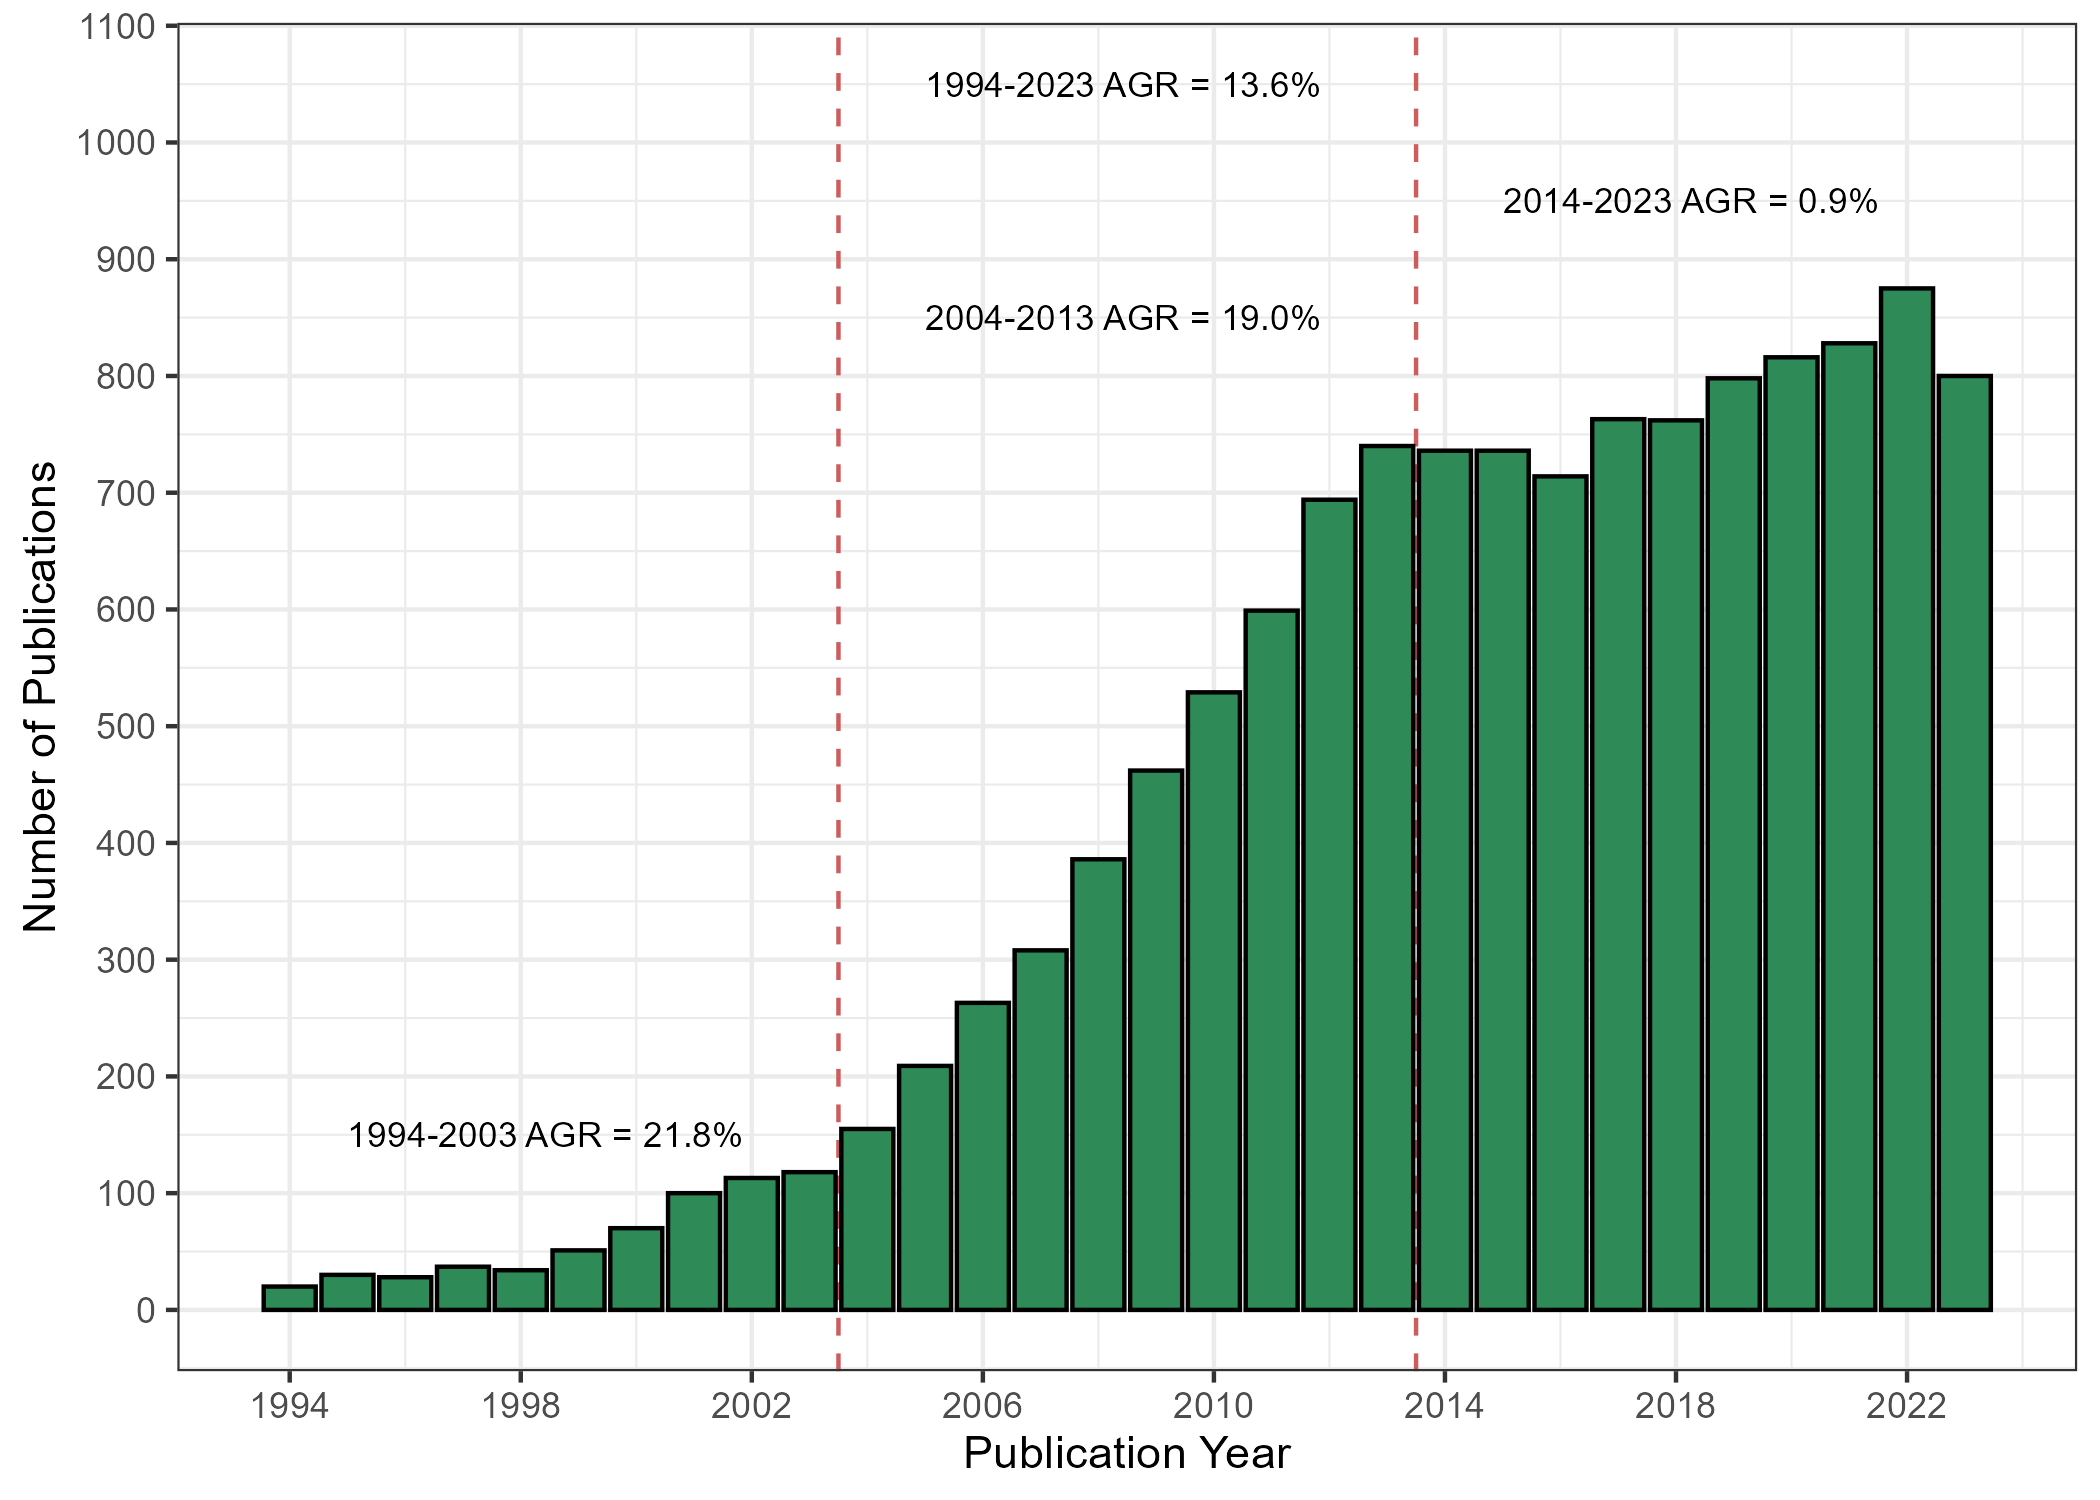 1100
1994-2023 AGR = 13.6%
1000
2014-2023 AGR = 0.9%
900
2004-2013 AGR = 19.0%
800
700
600
500
400
300
200
1994-2003 AGR = 21.8%
100
0
Number of Publications
1994 1998 2002 2006 2010 2014 2018 2022
Publication Year